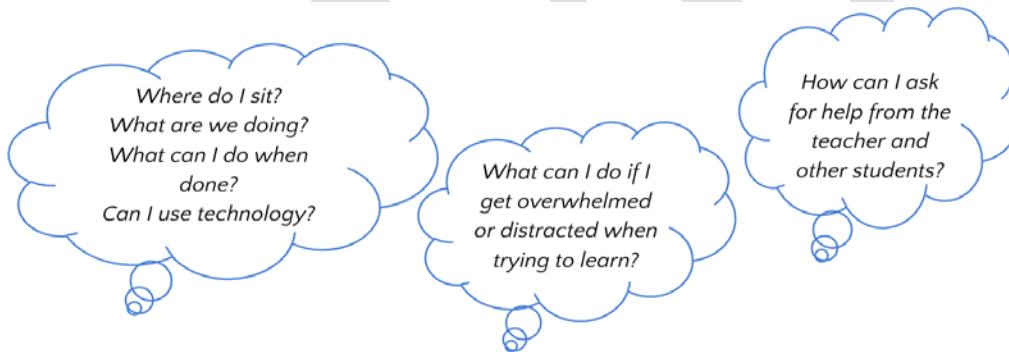 Where do I sit?
What are we doing?
What can I do when
done?
Can I use technology?
What can I do if I
get overwhelmed
or distracted when
trying to learn?
How can I ask
for help from the
teacher and
other students?